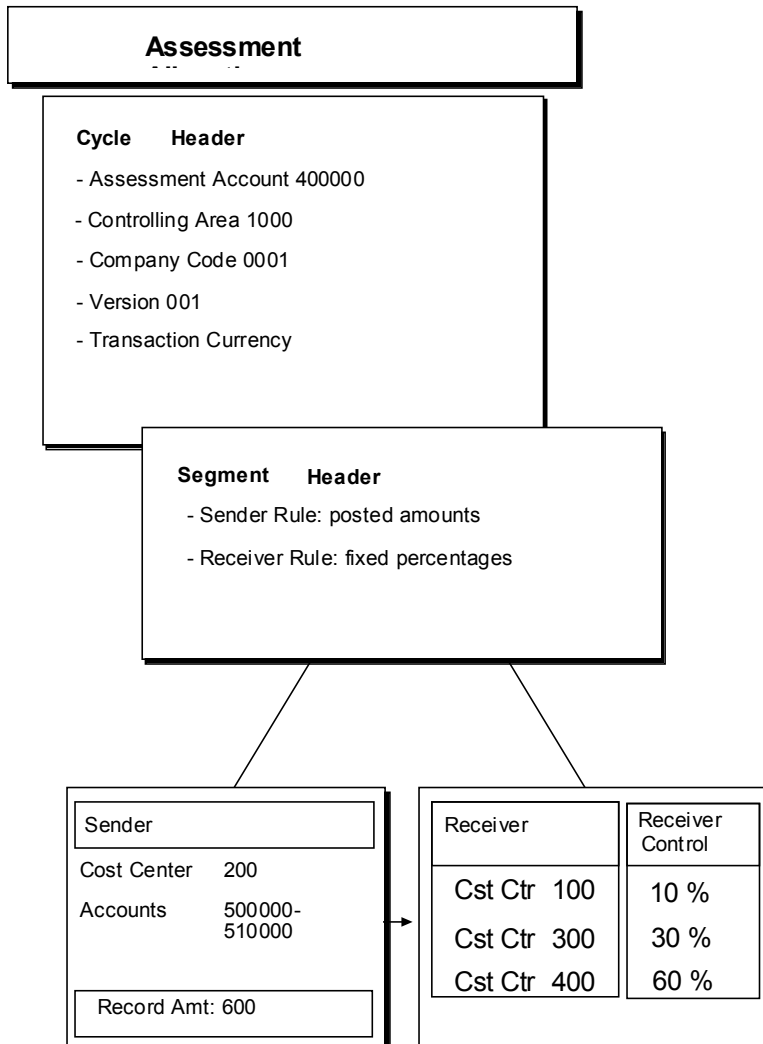 Assessment
Cycle Header
- Assessment Account 400000
- Controlling Area 1000
- Company Code 0001
- Version 001
- Transaction Currency
Segment Header
- Sender Rule: posted amounts
- Receiver Rule: fixed percentages
Sender
Cost Center 200
Accounts 500000-
510000
Record Amt: 600
Receiver
Receiver
Control
Cst Ctr 100 10 %
Cst Ctr 300 30 %
Cst Ctr 400 60 %